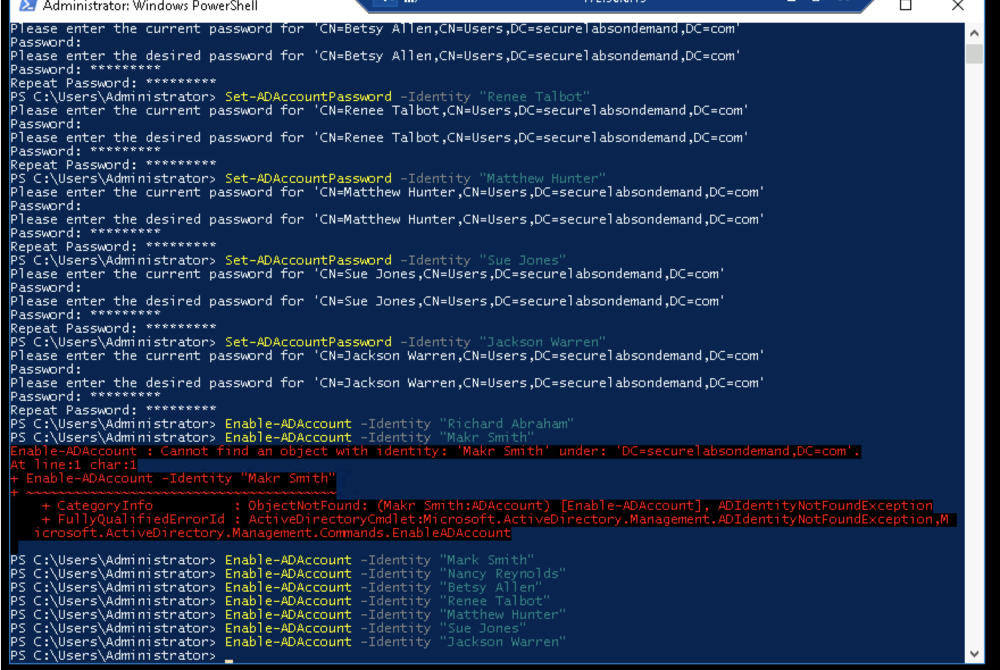 Administrator: Windows PowerShell
Please enter the current password for 'CN=Betsy Allen,CN=Users,DC=securelabsondemand,DC=com'
Password:
Please enter the desired password for 'CN=Betsy Allen,CN=Users,DC=securelabsondemand,DC=com'
Password: *********
Repeat Password: *********
PS C:\Users\Administrator> Set-ADAccountPassword -Identity "Renee Talbot"
Please enter the current password for 'CN=Renee Talbot,CN=Users,DC=securelabsondemand,DC=com'
Password:
Please enter the desired password for 'CN=Renee Talbot,CN=Users,DC=securelabsondemand,DC=com'
Password: *********
Repeat Password: *********
PS C:\Users\Administrator> Set-ADAccountPassword -Identity "Matthew Hunter"
Please enter the current password for 'CN=Matthew Hunter,CN=Users,DC=securelabsondemand,DC=com'
Password:
Please enter the desired password for 'CN=Matthew Hunter,CN=Users,DC=securelabsondemand,DC=com'
Password: *********
Repeat Password: *********
PS C:\Users\Administrator> Set-ADAccountPassword -Identity "Sue Jones"
Please enter the current password for 'CN=Sue Jones,CN=Users,DC=securelabsondemand,DC=com'
Password:
Please enter the desired password for 'CN=Sue Jones,CN=Users,DC=securelabsondemand,DC=com'
Password: *********
Repeat Password: *********
PS C:\Users\Administrator> Set-ADAccountPassword -Identity "Jackson Warren"
Please enter the current password for 'CN=Jackson Warren,CN=Users,DC=securelabsondemand,DC=com'
Password:
Please enter the desired password for 'CN=Jackson Warren,CN=Users,DC=securelabsondemand,DC=com'
Password: *********
Repeat Password: *********
PS C:\Users\Administrator> Enable-ADAccount -Identity "Richard Abraham"
PS C:\Users\Administrator> Enable-ADAccount -Identity "Makr Smith"
Enable-ADAccount : Cannot find an object with identity: 'Makr Smith' under: 'DC=securelabsondemand,DC=com'.
At line:1 char:1
+ Enable-ADAccount -Identity "Makr Smith"
+ ~~~~~~~~~~~~~~~~~~~~~~~~~~~~~~~~~~~~~~~
    + CategoryInfo          : ObjectNotFound: (Makr Smith:ADAccount) [Enable-ADAccount], ADIdentityNotFoundException
    + FullyQualifiedErrorId : ActiveDirectoryCmdlet:Microsoft.ActiveDirectory.Management.ADIdentityNotFoundException,M
   icrosoft.ActiveDirectory.Management.Commands.EnableADAccount
PS C:\Users\Administrator> Enable-ADAccount -Identity "Mark Smith"
PS C:\Users\Administrator> Enable-ADAccount -Identity "Nancy Reynolds"
PS C:\Users\Administrator> Enable-ADAccount -Identity "Betsy Allen"
PS C:\Users\Administrator> Enable-ADAccount -Identity "Renee Talbot"
PS C:\Users\Administrator> Enable-ADAccount -Identity "Matthew Hunter"
PS C:\Users\Administrator> Enable-ADAccount -Identity "Sue Jones"
PS C:\Users\Administrator> Enable-ADAccount -Identity "Jackson Warren"
PS C:\Users\Administrator>